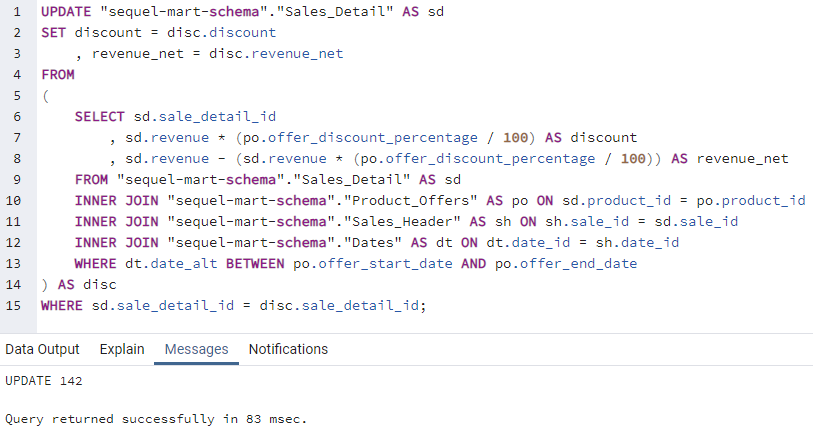 1 UPDATE "sequel-mart-schema"."Sales_Detail" AS sd
2 SET discount = disc.discount
3 , revenue_net = disc.revenue_net
4 FROM
5 (
6 SELECT sd.sale_detail_id
7 , sd.revenue * (po.offer_discount_percentage / 100) AS discount
8 , sd.revenue - (sd.revenue * (po.offer_discount_percentage / 100)) AS revenue_net
9 FROM "sequel-mart-schema"."Sales_Detail" AS sd
10 INNER JOIN "sequel-mart-schema"."Product_Offers" AS po ON sd.product_id = po.product_id
11 INNER JOIN "sequel-mart-schema"."Sales_Header" AS sh ON sh.sale_id = sd.sale_id
12 INNER JOIN "sequel-mart-schema"."Dates" AS dt ON dt.date_id = sh.date_id
13 WHERE dt.date_alt BETWEEN po.offer_start_date AND po.offer_end_date
14 ) AS disc
15 WHERE sd.sale_detail_id = disc.sale_detail_id;
Data Output Explain Messages Notifications
UPDATE 142
Query returned successfully in 83 msec.